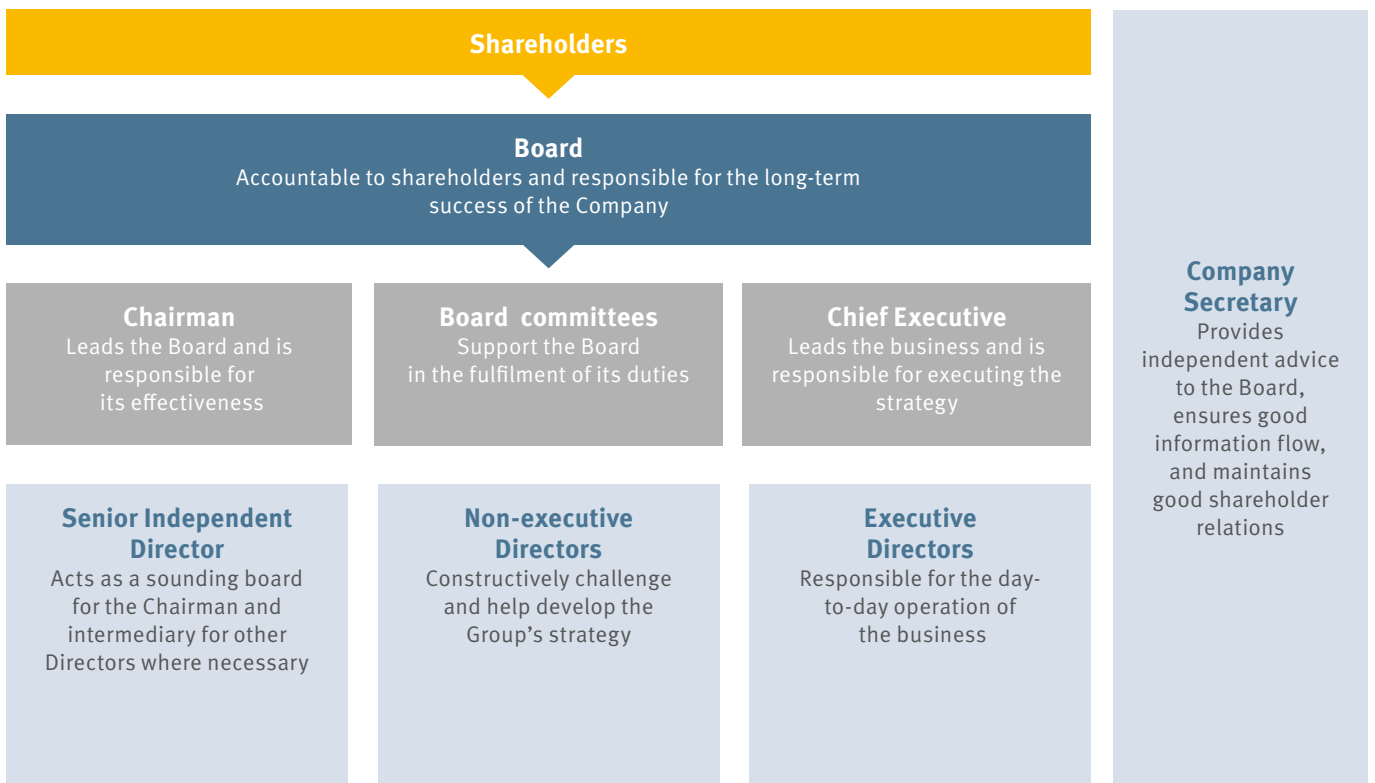 Shareholders
Board
Accountable to shareholders and responsible for the long-term
success of the Company
Chairman
Leads the Board and is
responsible for
its effectiveness
Board committees
Support the Board
in the fulfilment of its duties
Chief Executive
Leads the business and is
responsible for executing the
strategy
Senior Independent
Director
Acts as a sounding board
for the Chairman and
intermediary for other
Directors where necessary
Non-executive
Directors
Constructively challenge
and help develop the
Group’s strategy
Executive
Directors
Responsible for the day-
to-day operation of
the business
Company
Secretary
Provides
independent advice
to the Board,
ensures good
information flow,
and maintains
good shareholder
relations